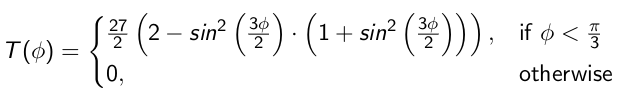 T(φ) = { 27/2 (2 − sin²(3φ/2) · (1 + sin²(3φ/2))), if φ < π/3
0, otherwise